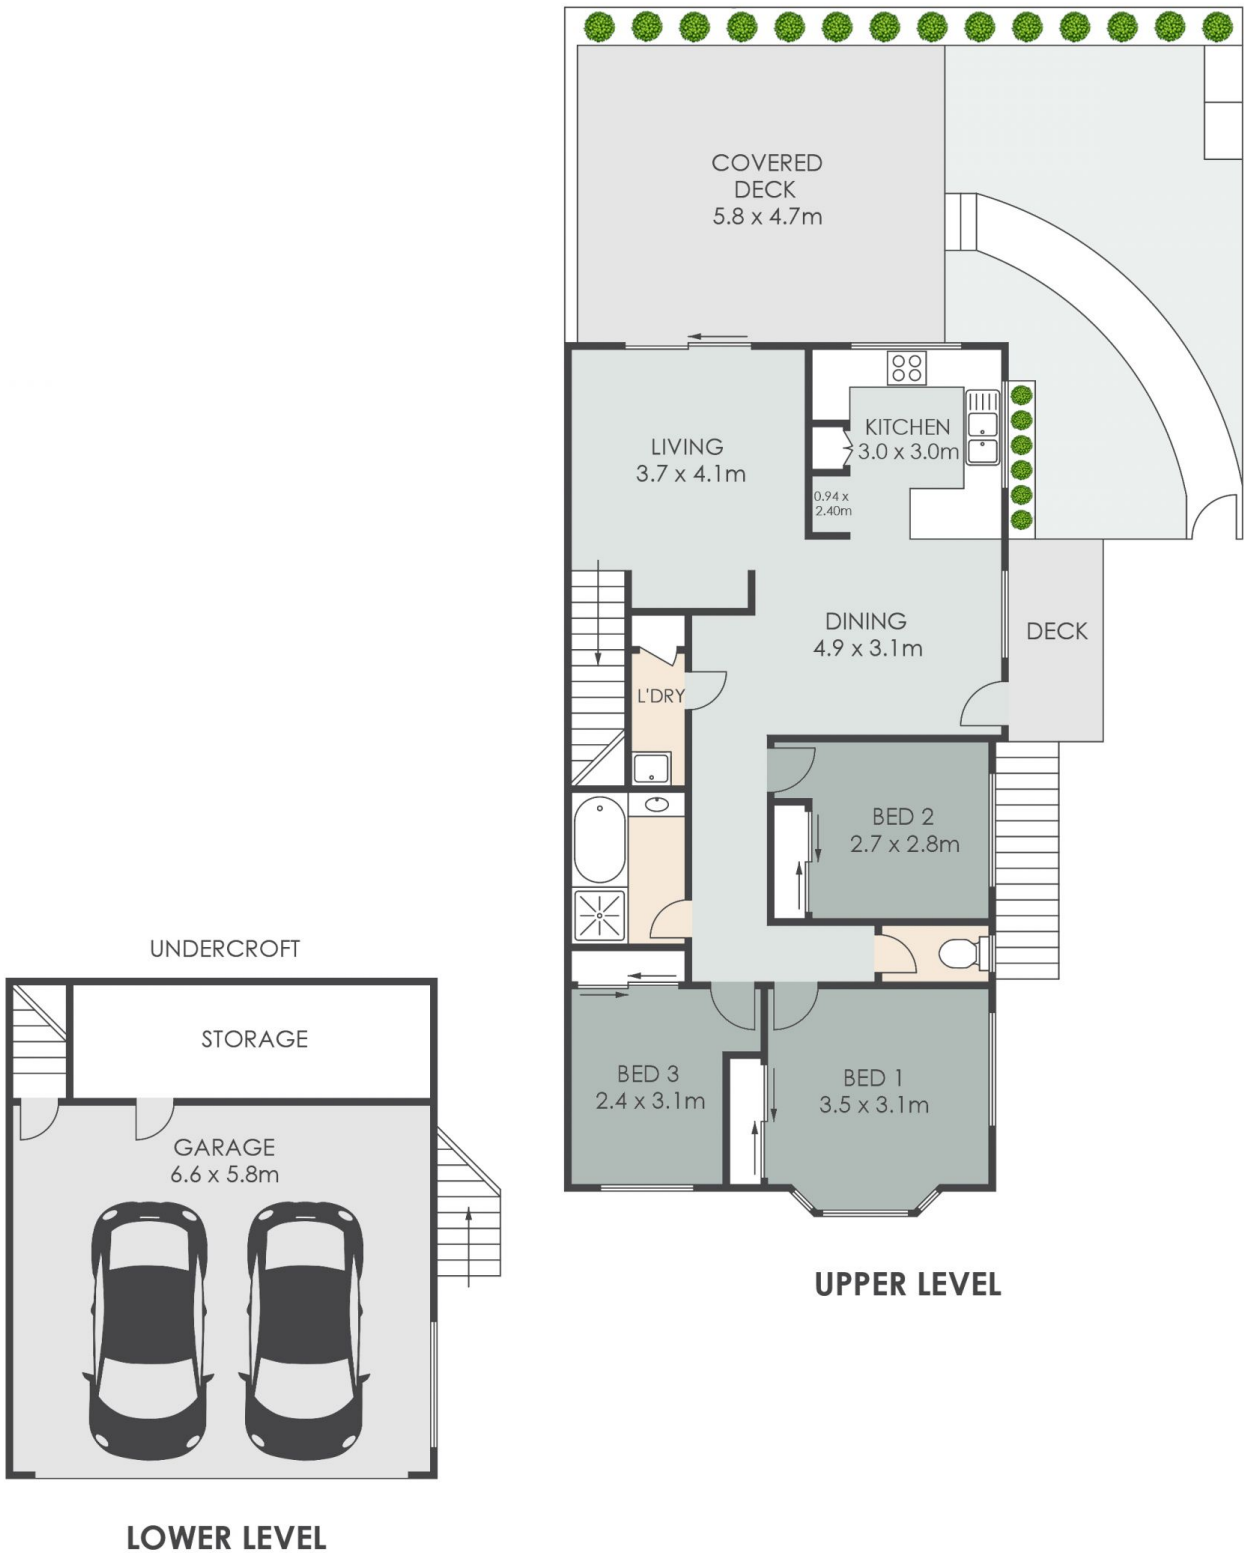 COVERED
DECK
5.8 x 4.7m
LIVING
3.7 x 4.1m
KITCHEN
3.0 x 3.0m
0.94 x
2.40m
DINING
4.9 x 3.1m
DECK
L'DRY
BED 2
2.7 x 2.8m
BED 3
2.4 x 3.1m
BED 1
3.5 x 3.1m
UPPER LEVEL
UNDERCROFT
STORAGE
GARAGE
6.6 x 5.8m
LOWER LEVEL